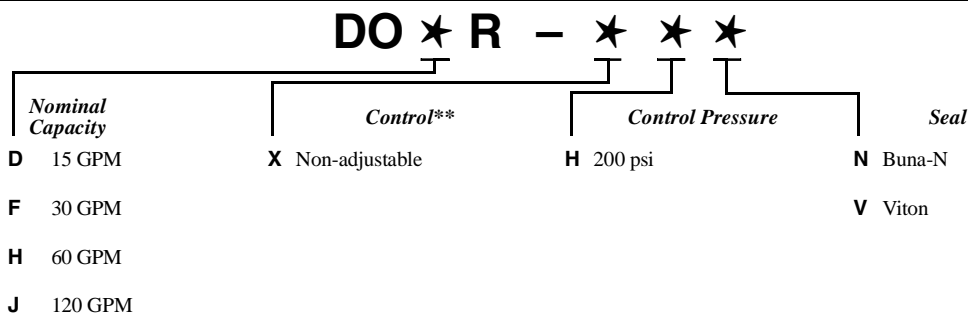 DO ★ R – ★ ★ ★
Nominal Capacity
Control**
Control Pressure
Seal
D 15 GPM
X Non-adjustable
H 200 psi
N Buna-N
F 30 GPM
V Viton
H 60 GPM
J 120 GPM